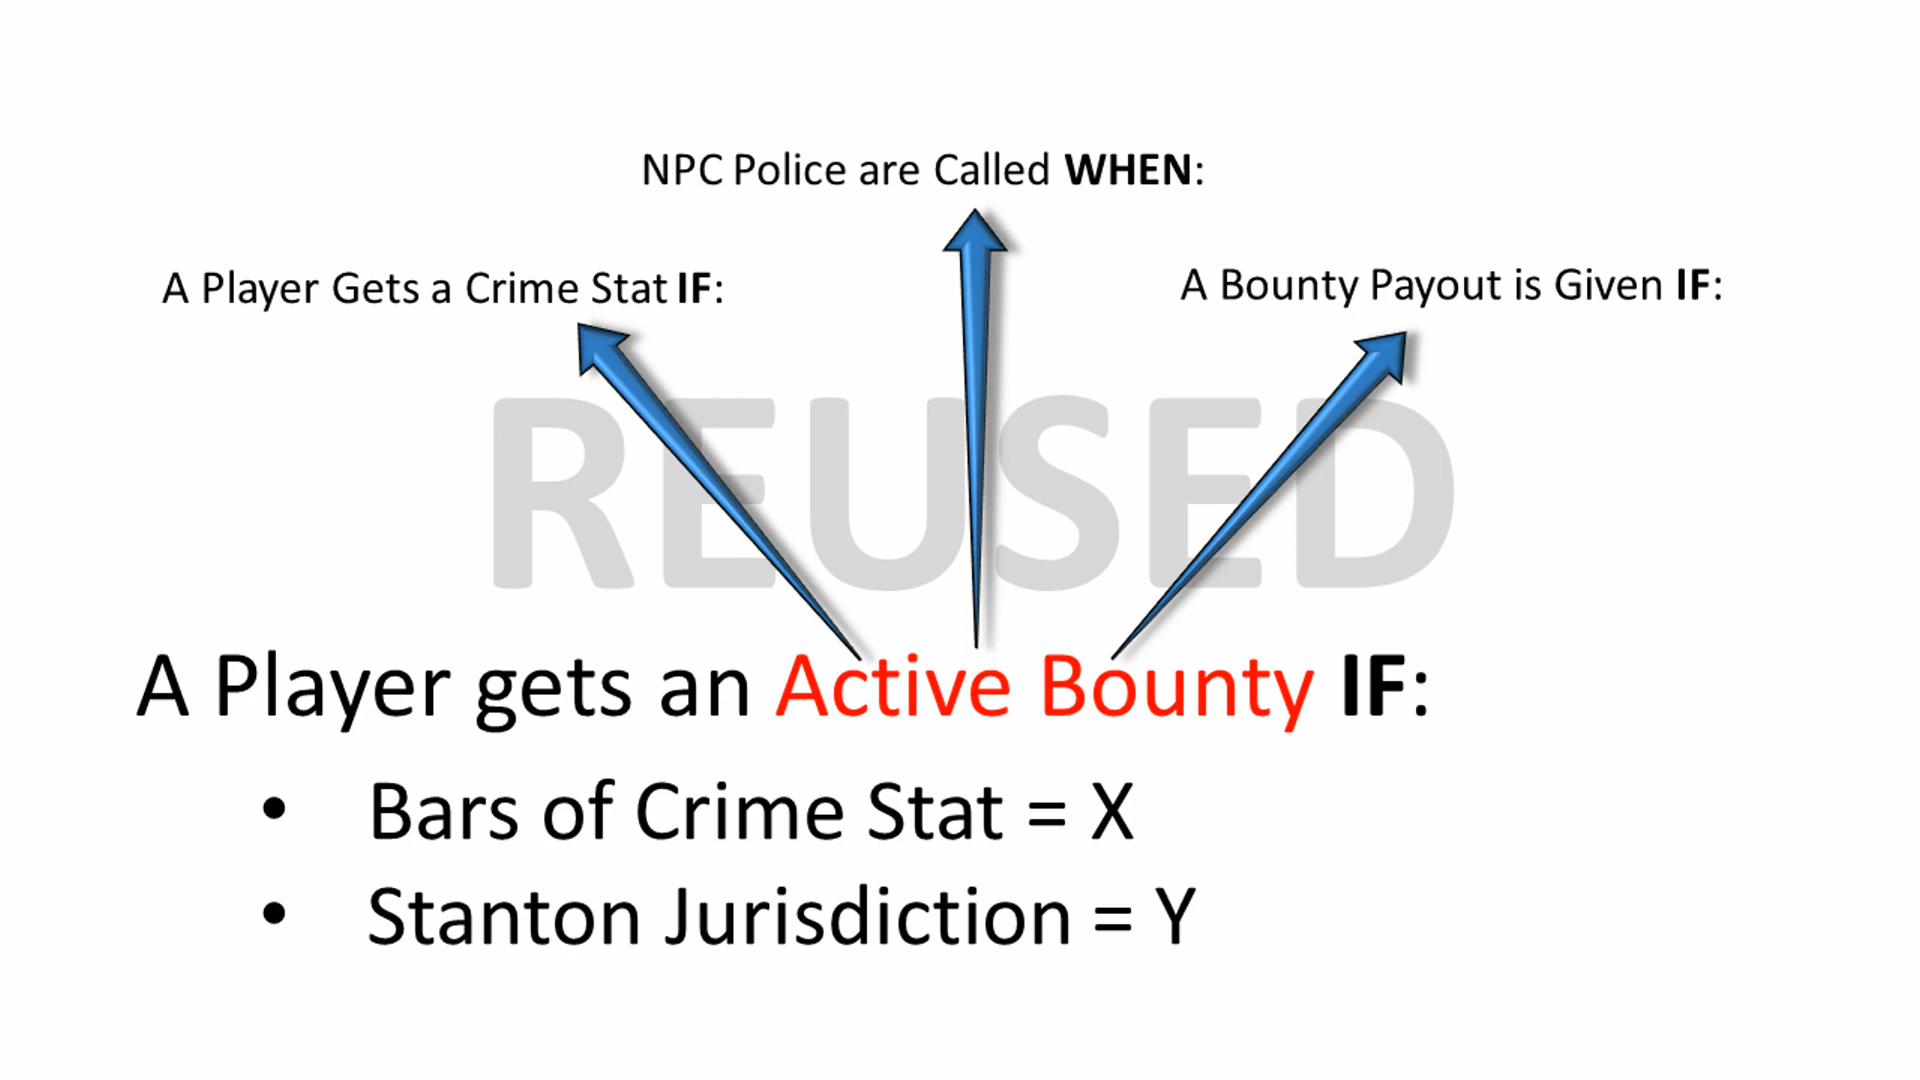 NPC Police are Called WHEN:
A Player Gets a Crime Stat IF:
A Bounty Payout is Given IF:
REUSED
A Player gets an Active Bounty IF:
• Bars of Crime Stat = X
• Stanton Jurisdiction = Y